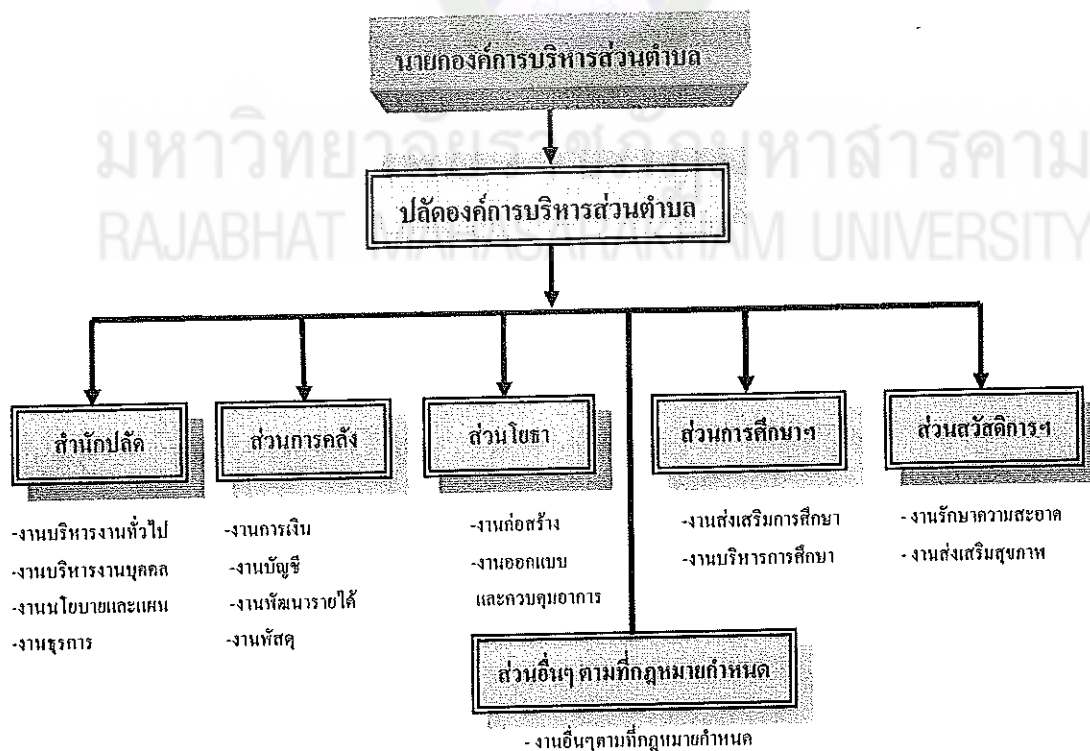 นายกองค์การบริหารส่วนตำบล
มหาวิทยาลัยราชภัฏมหาสารคาม
RAJABHAT MAHASARAKHAM UNIVERSITY
ปลัดองค์การบริหารส่วนตำบล
สำนักปลัด
-งานบริหารงานทั่วไป
-งานบริหารงานบุคคล
-งานนโยบายและแผน
-งานธุรการ
ส่วนการคลัง
-งานการเงิน
-งานบัญชี
-งานพัฒนารายได้
-งานพัสดุ
ส่วนโยธา
-งานก่อสร้าง
-งานออกแบบ
และควบคุมอาการ
ส่วนการศึกษาฯ
-งานส่งเสริมการศึกษา
-งานบริหารการศึกษา
ส่วนสวัสดิการฯ
- งานรักษาความสะอาด
- งานส่งเสริมสุขภาพ
ส่วนอื่นๆ ตามที่กฎหมายกำหนด
- งานอื่นๆตามที่กฎหมายกำหนด